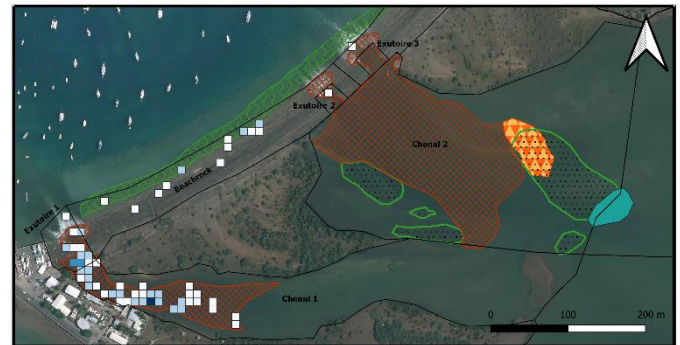 Exutoire 3
Exutoire 2
Chenal 2
Beachrock
Exutoire 1
Chenal 1
0 100 200 m